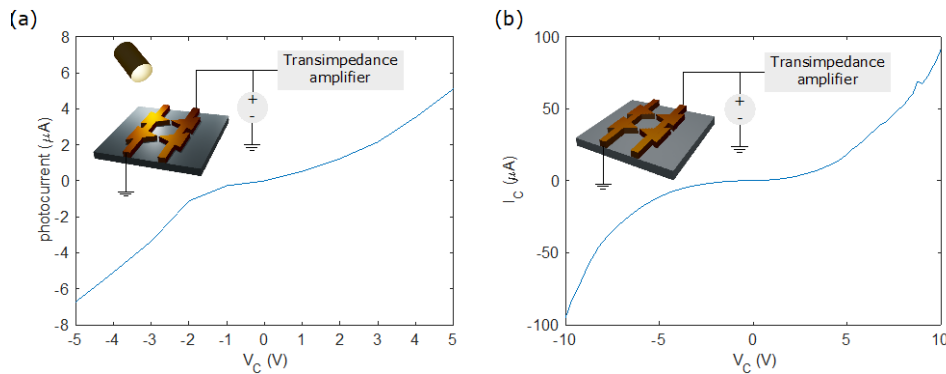 (a)
8
6
4
2
0
-2
-4
-6
-8
photocurrent (μA)
-5 -4 -3 -2 -1 0 1 2 3 4 5
V_C (V)
Transimpedance
amplifier
+
-
(b)
100
50
0
-50
-100
I_C (μA)
-10 -5 0 5 10
V_C (V)
Transimpedance
amplifier
+
-